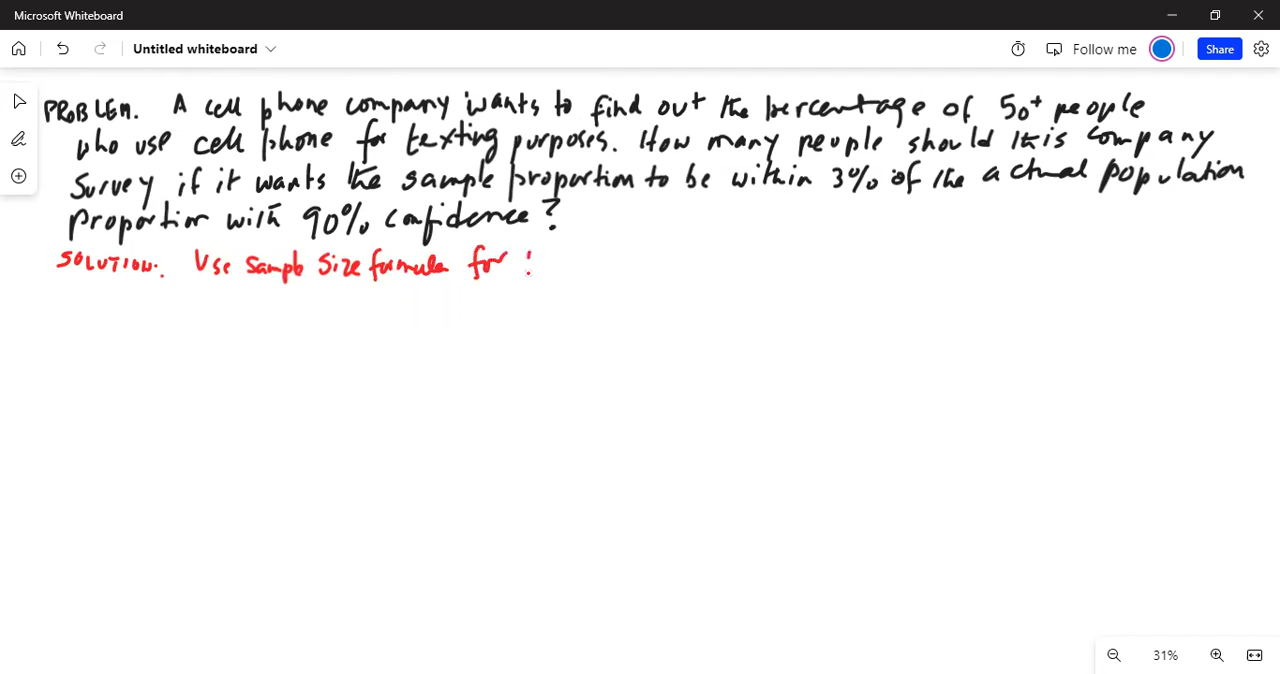 Microsoft Whiteboard
Untitled whiteboard
Follow me
Share
PROBLEM. A cell phone company wants to find out the percentage of 50+ people
who use cell phone for texting purposes. How many people should this company
survey if it wants the sample proportion to be within 3% of the actual population
proportion with 90% confidence?
SOLUTION:. Use Sample Size formula for
31%